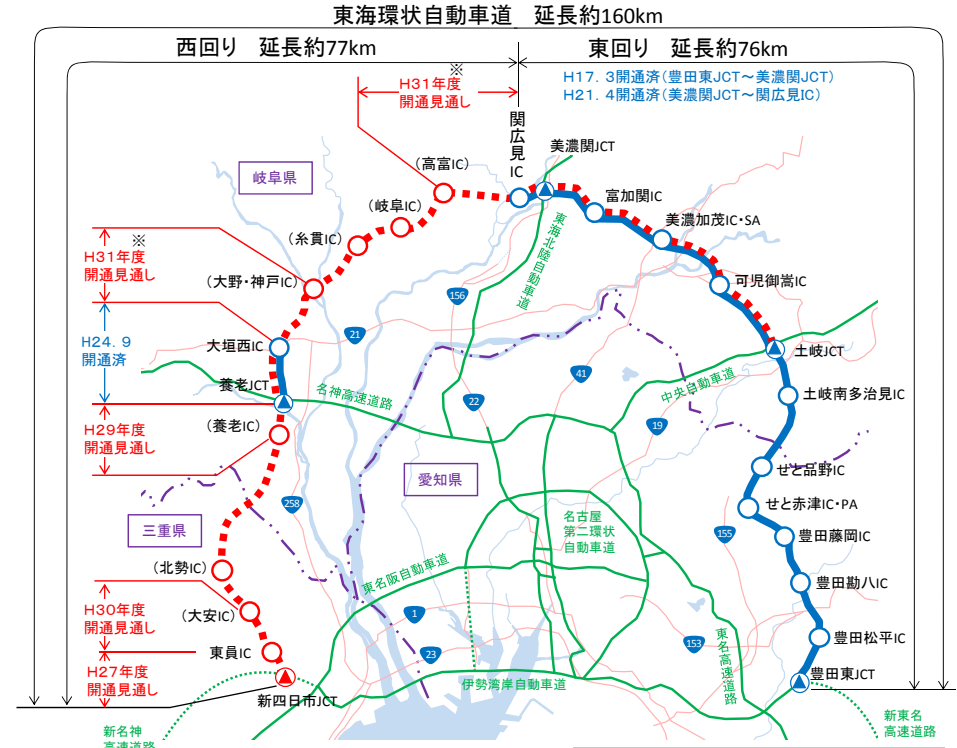 東海環状自動車道 延長約160km
西回り 延長約77km
東回り 延長約76km
※
H31年度
開通見通し
H17. 3開通済(豊田東JCT～美濃関JCT)
H21. 4開通済(美濃関JCT～関広見IC)
関広見IC
美濃関JCT
(高富IC)
岐阜県
富加関IC
(岐阜IC)
美濃加茂IC・SA
東海北陸自動車道
(糸貫IC)
※
H31年度
開通見通し
(大野・神戸IC)
可児御嵩IC
156
21
H24. 9
開通済
大垣西IC
土岐JCT
41
中央自動車道
養老JCT
名神高速道路
土岐南多治見IC
22
H29年度
開通見通し
(養老IC)
19
せと品野IC
愛知県
258
せと赤津IC・PA
三重県
名古屋
第二環状
自動車道
155
豊田藤岡IC
(北勢IC)
東名阪自動車道
豊田勘八IC
H30年度
開通見通し
(大安IC)
1
東名高速道路
153
豊田松平IC
東員IC
23
H27年度
開通見通し
伊勢湾岸自動車道
豊田東JCT
新四日市JCT
新名神
高速道路
新東名
高速道路